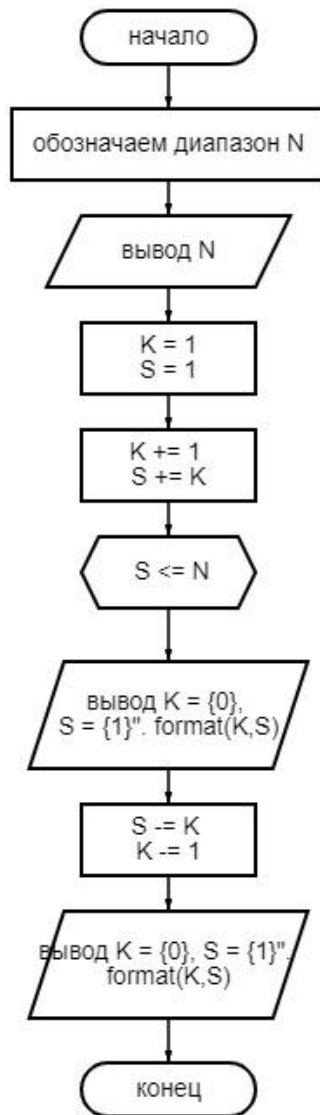 начало
обозначаем диапазон N
вывод N
K = 1
S = 1
K += 1
S += K
S <= N
вывод K = {0},
S = {1}". format(K,S)
S -= K
K -= 1
вывод K = {0}, S = {1}".
format(K,S)
конец